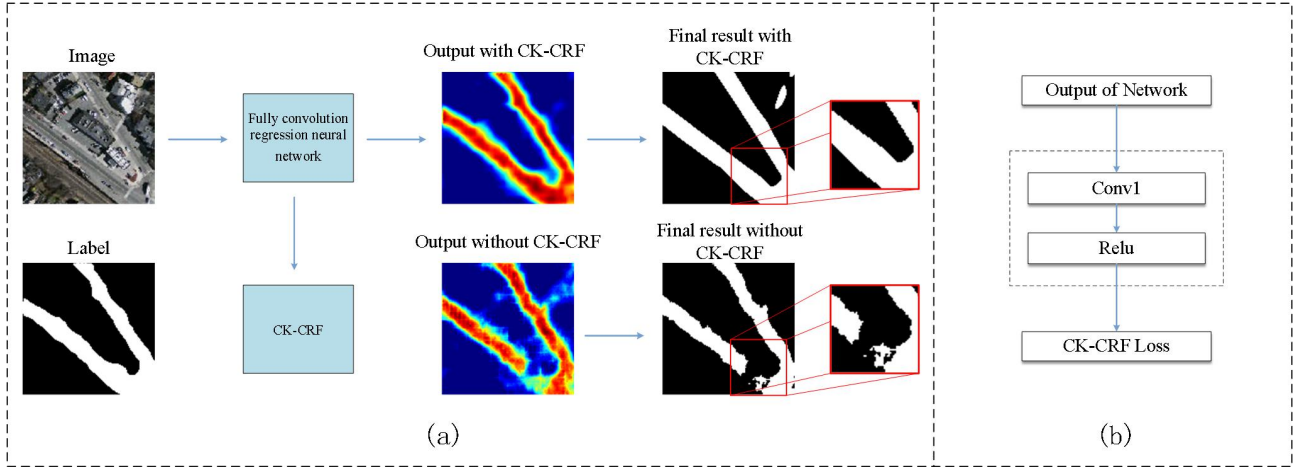 Image
Fully convolution
regression neural
network
Output with CK-CRF
Final result with
CK-CRF
Label
CK-CRF
Output without CK-CRF
Final result without
CK-CRF
(a)
Output of Network
Conv1
Relu
CK-CRF Loss
(b)